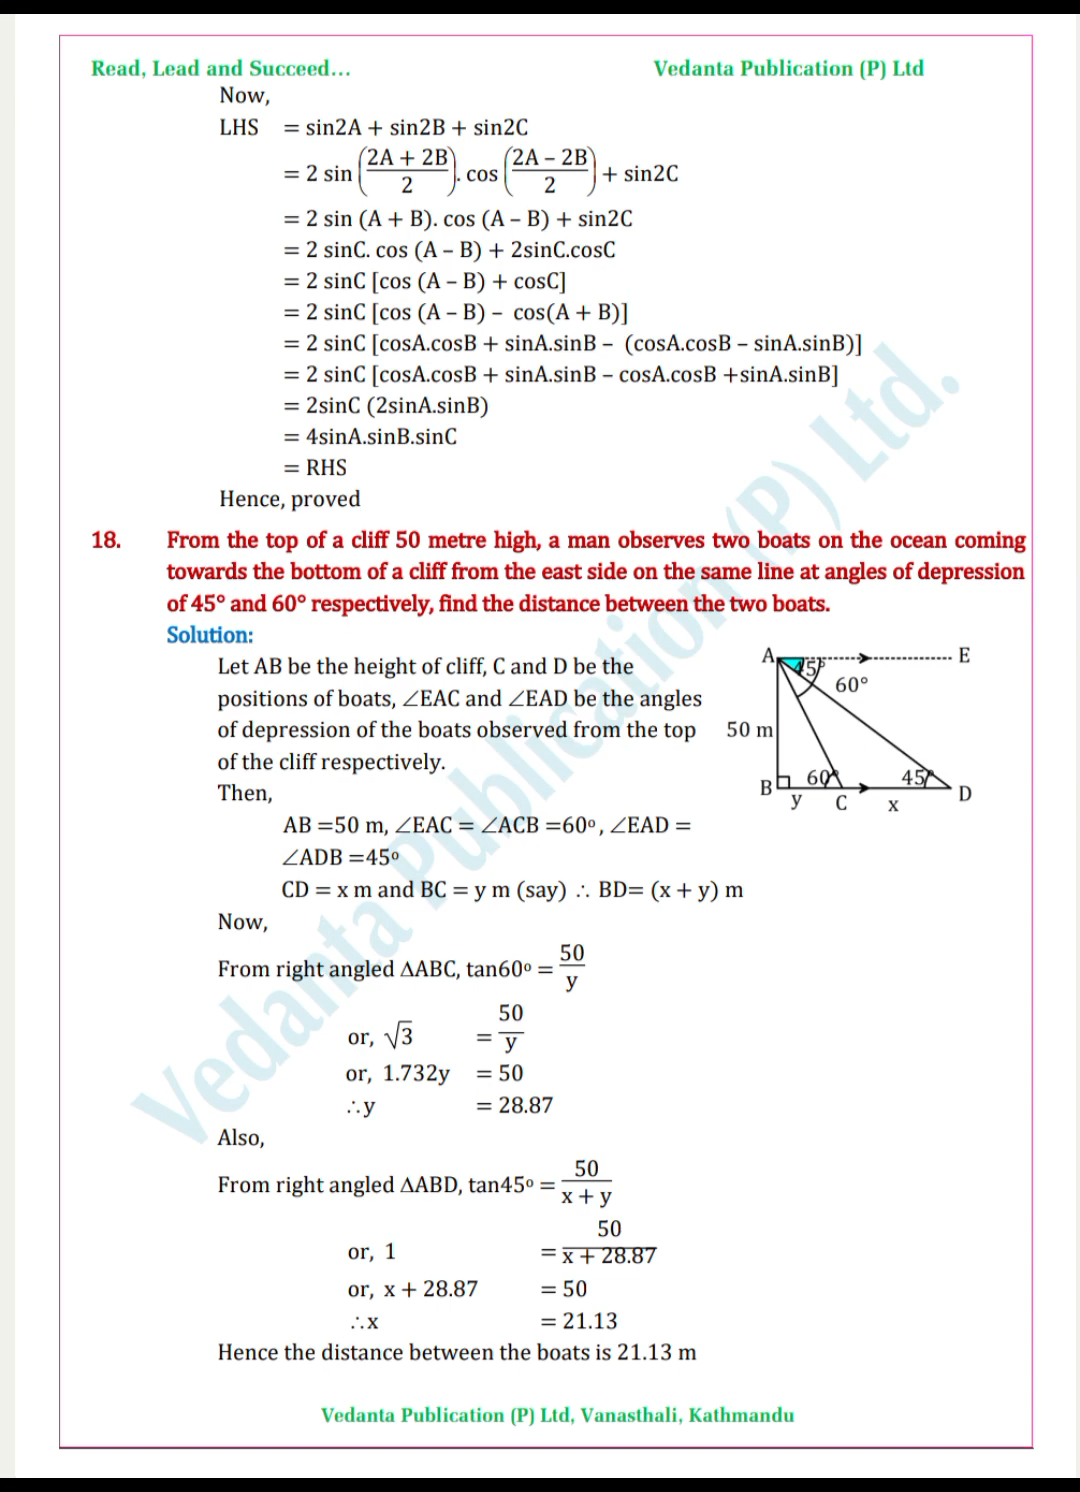 Read, Lead and Succeed... Vedanta Publication (P) Ltd
Now,
LHS = sin2A + sin2B + sin2C
= 2 sin ((2A + 2B)/2). cos ((2A – 2B)/2) + sin2C
= 2 sin (A + B). cos (A – B) + sin2C
= 2 sinC. cos (A – B) + 2sinC.cosC
= 2 sinC [cos (A – B) + cosC]
= 2 sinC [cos (A – B) – cos(A + B)]
= 2 sinC [cosA.cosB + sinA.sinB – (cosA.cosB – sinA.sinB)]
= 2 sinC [cosA.cosB + sinA.sinB – cosA.cosB +sinA.sinB]
= 2sinC (2sinA.sinB)
= 4sinA.sinB.sinC
= RHS
Hence, proved
18. From the top of a cliff 50 metre high, a man observes two boats on the ocean coming
towards the bottom of a cliff from the east side on the same line at angles of depression
of 45° and 60° respectively, find the distance between the two boats.
Solution:
Let AB be the height of cliff, C and D be the
positions of boats, ∠EAC and ∠EAD be the angles
of depression of the boats observed from the top
of the cliff respectively.
Then,
A 45° E
60°
50 m
B 60 45° D
y C x
AB =50 m, ∠EAC = ∠ACB =60°, ∠EAD =
∠ADB =45°
CD = x m and BC = y m (say) ∴ BD= (x + y) m
Now,
From right angled ΔABC, tan60° = 50/y
or, √3 = 50/y
or, 1.732y = 50
∴y = 28.87
Also,
From right angled ΔABD, tan45° = 50/(x + y)
or, 1 = 50/(x + 28.87)
or, x + 28.87 = 50
∴x = 21.13
Hence the distance between the boats is 21.13 m
Vedanta Publication (P) Ltd, Vanasthali, Kathmandu
Vedanta Publication (P) Ltd.